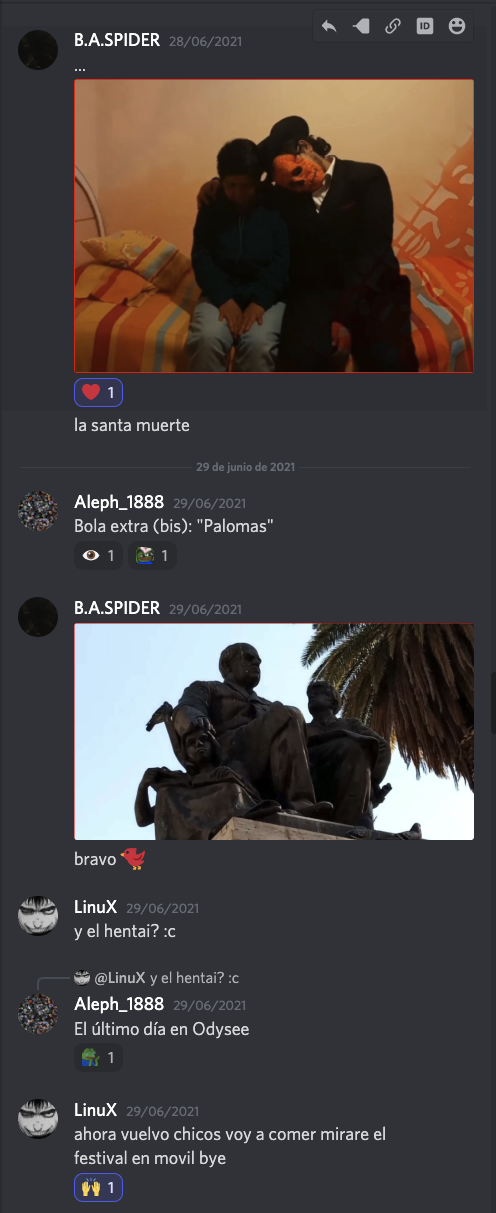 B.A.SPIDER 28/06/2021
ID
...
1
la santa muerte
29 de junio de 2021
Aleph_1888 29/06/2021
Bola extra (bis): "Palomas"
1 1
B.A.SPIDER 29/06/2021
bravo
LinuX 29/06/2021
y el hentai? :c
@LinuX y el hentai? :c
Aleph_1888 29/06/2021
El último día en Odysee
1
LinuX 29/06/2021
ahora vuelvo chicos voy a comer mirare el
festival en movil bye
1